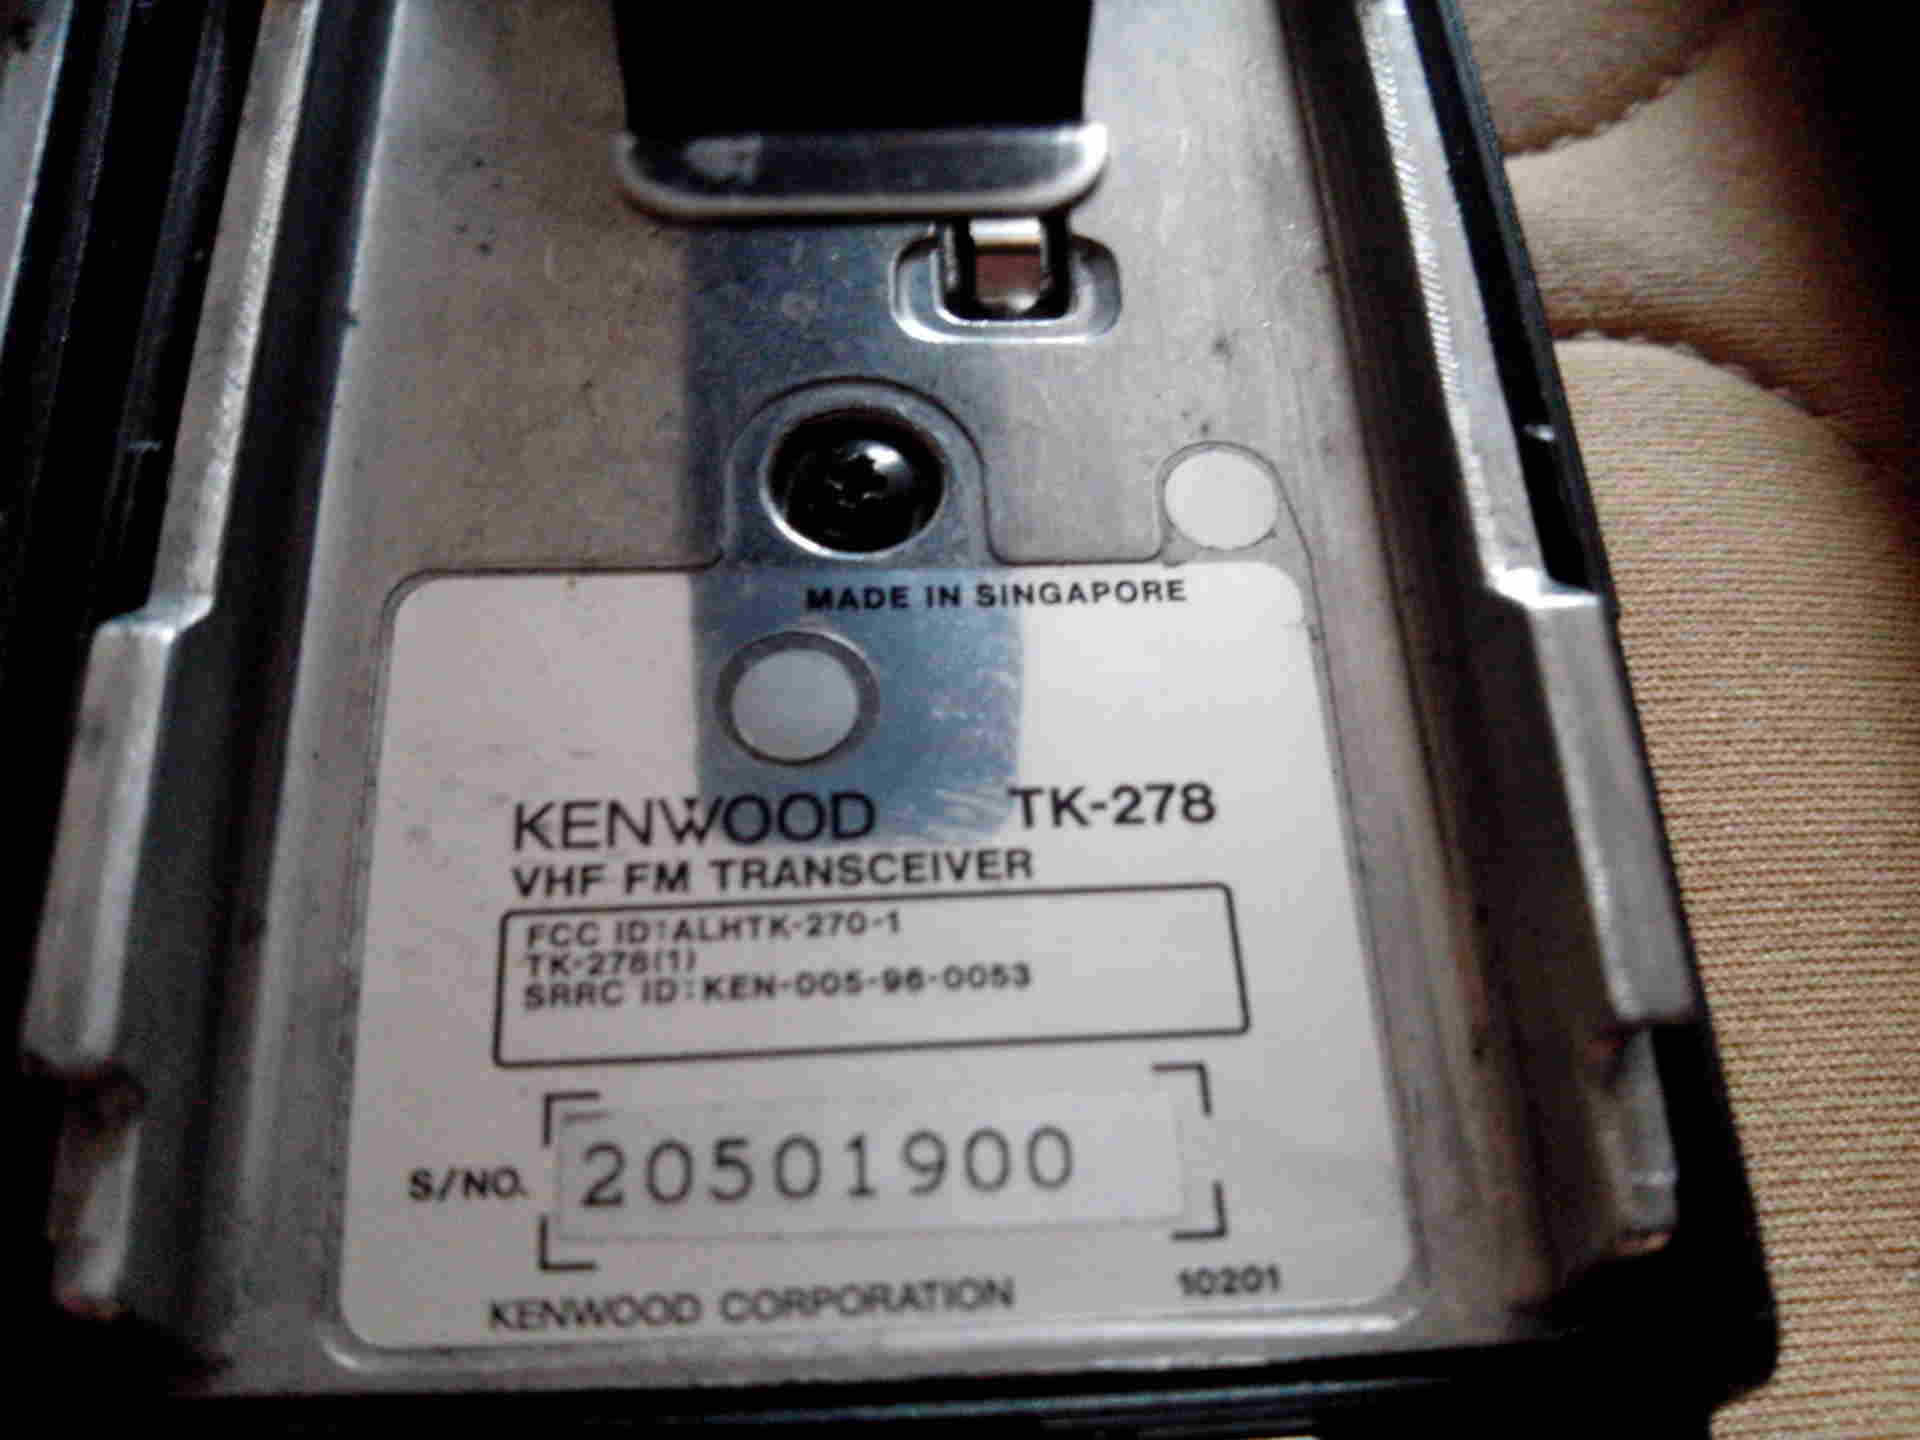 MADE IN SINGAPORE
KENWOOD TK-278
VHF FM TRANSCEIVER
FCC ID:ALHTK-270-1
TK-278(1)
SRRC ID:KEN-005-96-0053
S/NO. 20501900
KENWOOD CORPORATION 10201